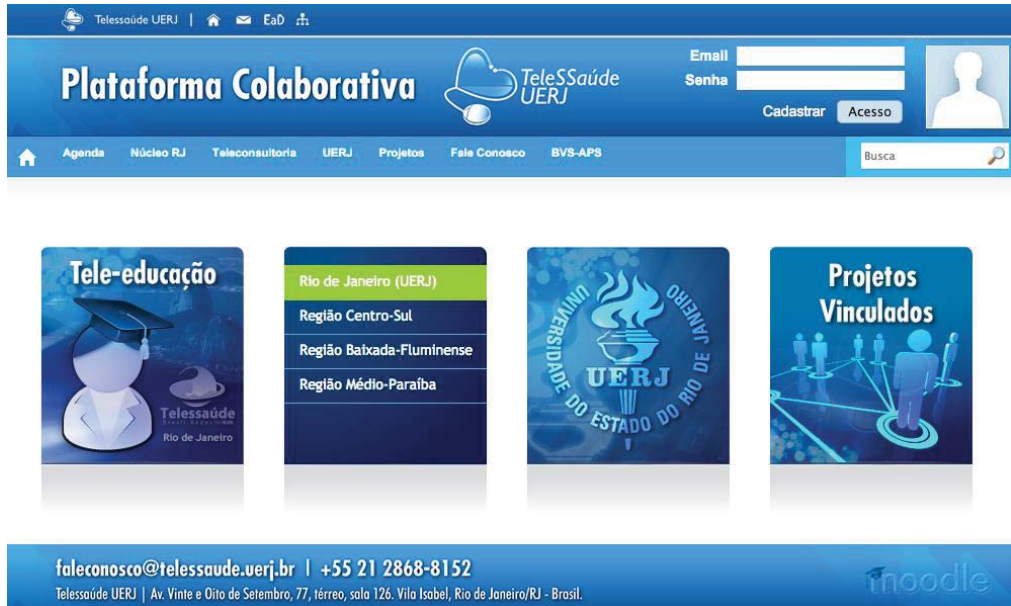 Telessaúde UERJ |
EaD
Plataforma Colaborativa
TeleSSaúde
UERJ
Email
Senha
Cadastrar Acesso
Agenda Núcleo RJ Teleconsultoria UERJ Projetos Fale Conosco BVS-APS
Busca
Tele-educação
Telessaúde
Rio de Janeiro
Rio de Janeiro (UERJ)
Região Centro-Sul
Região Baixada-Fluminense
Região Médio-Paraíba
UNIVERSIDADE DO ESTADO DO RIO DE JANEIRO
UERJ
Projetos
Vinculados
faleconosco@telessaude.uerj.br | +55 21 2868-8152
Telessaúde UERJ | Av. Vinte e Oito de Setembro, 77, térreo, sala 126. Vila Isabel, Rio de Janeiro/RJ - Brasil.
moodle